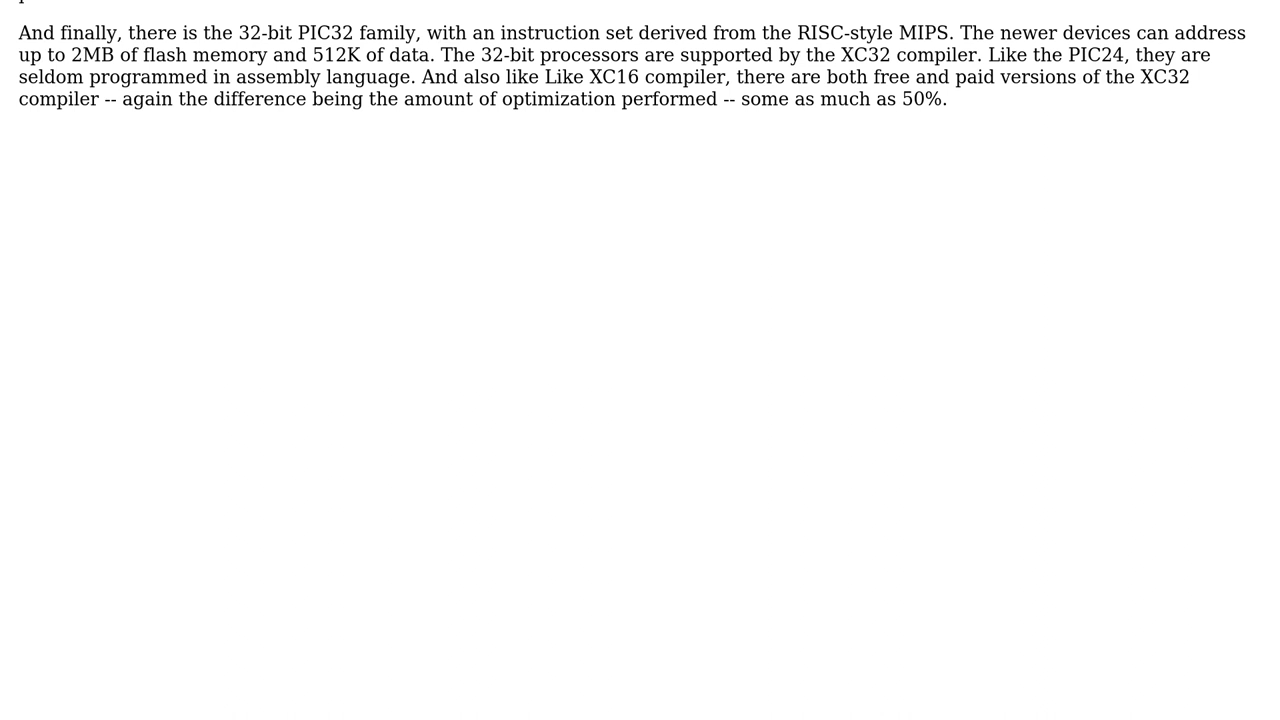 And finally, there is the 32-bit PIC32 family, with an instruction set derived from the RISC-style MIPS. The newer devices can address
up to 2MB of flash memory and 512K of data. The 32-bit processors are supported by the XC32 compiler. Like the PIC24, they are
seldom programmed in assembly language. And also like Like XC16 compiler, there are both free and paid versions of the XC32
compiler -- again the difference being the amount of optimization performed -- some as much as 50%.